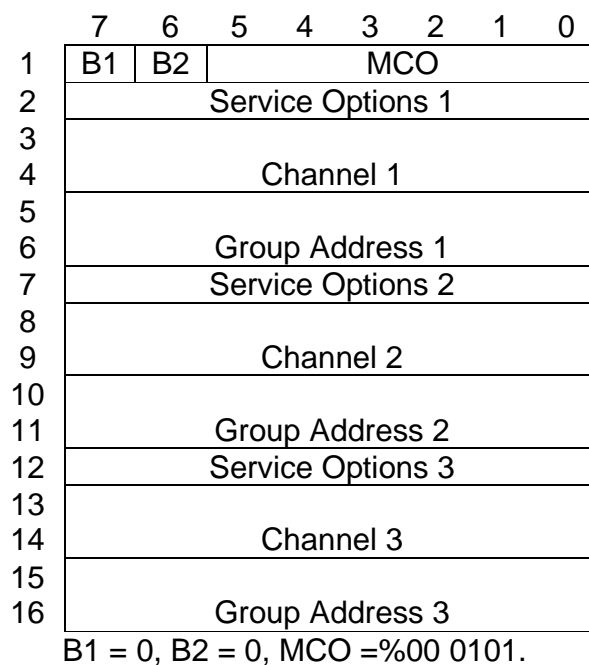 7 6 5 4 3 2 1 0
1 B1 B2 MCO
2 Service Options 1
3
4 Channel 1
5
6 Group Address 1
7 Service Options 2
8
9 Channel 2
10
11 Group Address 2
12 Service Options 3
13
14 Channel 3
15
16 Group Address 3
B1 = 0, B2 = 0, MCO =%00 0101.